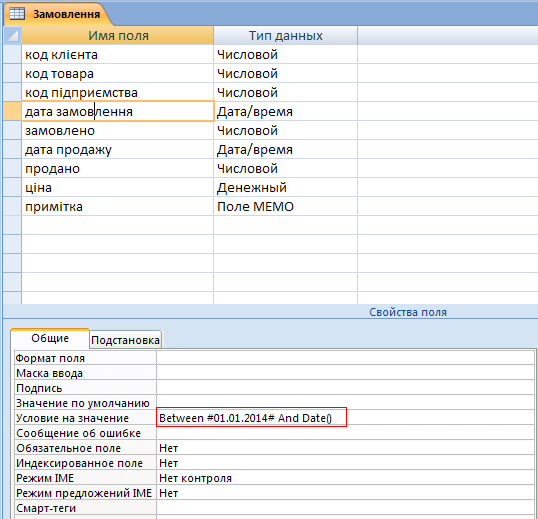 Замовлення
Имя поля Тип данных
код клієнта Числовой
код товара Числовой
код підприємства Числовой
дата замовлення Дата/время
замовлено Числовой
дата продажу Дата/время
продано Числовой
ціна Денежный
примітка Поле МЕМО
Свойства поля
Общие Подстановка
Формат поля
Маска ввода
Подпись
Значение по умолчанию
Условие на значение Between #01.01.2014# And Date()
Сообщение об ошибке
Обязательное поле Нет
Индексированное поле Нет
Режим IME Нет контроля
Режим предложений IME Нет
Смарт-теги